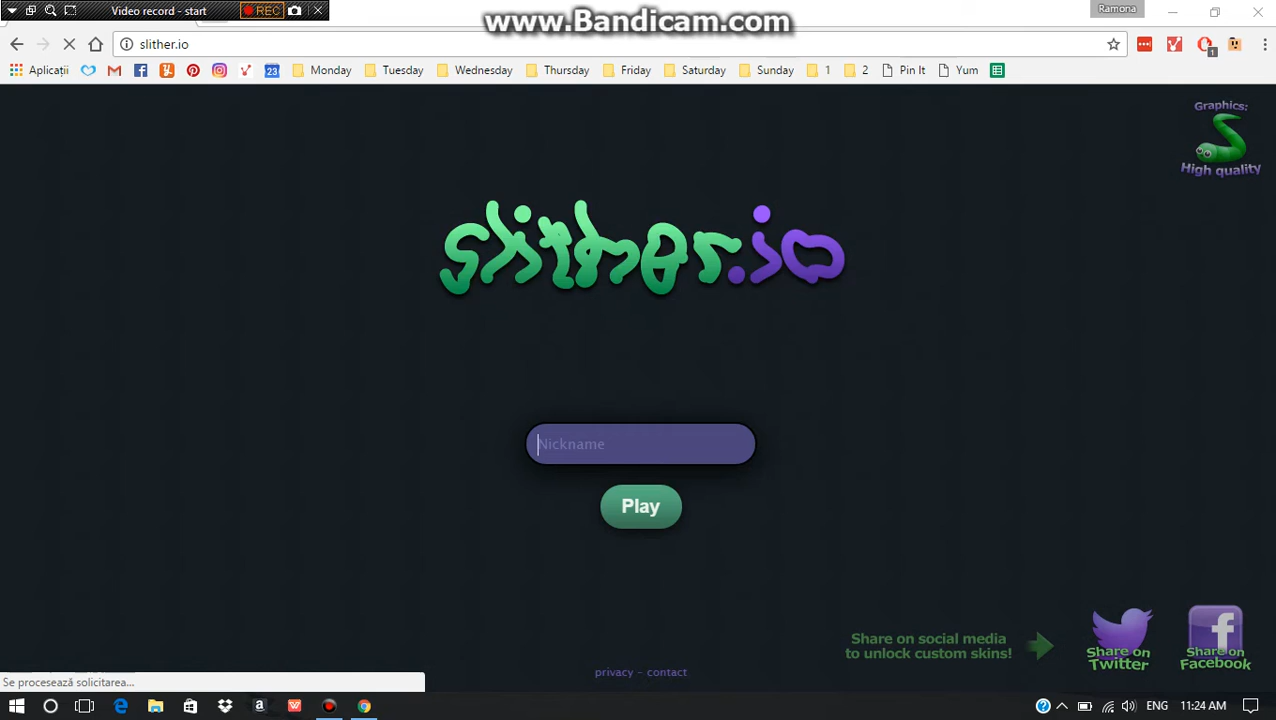 Video record - start
REC
www.Bandicam.com
Ramona
slither.io
Aplicații
23
Monday
Tuesday
Wednesday
Thursday
Friday
Saturday
Sunday
1
2
Pin It
Yum
1
Graphics:
High quality
slither.io
Nickname
Play
Share on social media
to unlock custom skins!
Share on
Twitter
Share on
Facebook
privacy - contact
Se procesează solicitarea...
ENG
11:24 AM